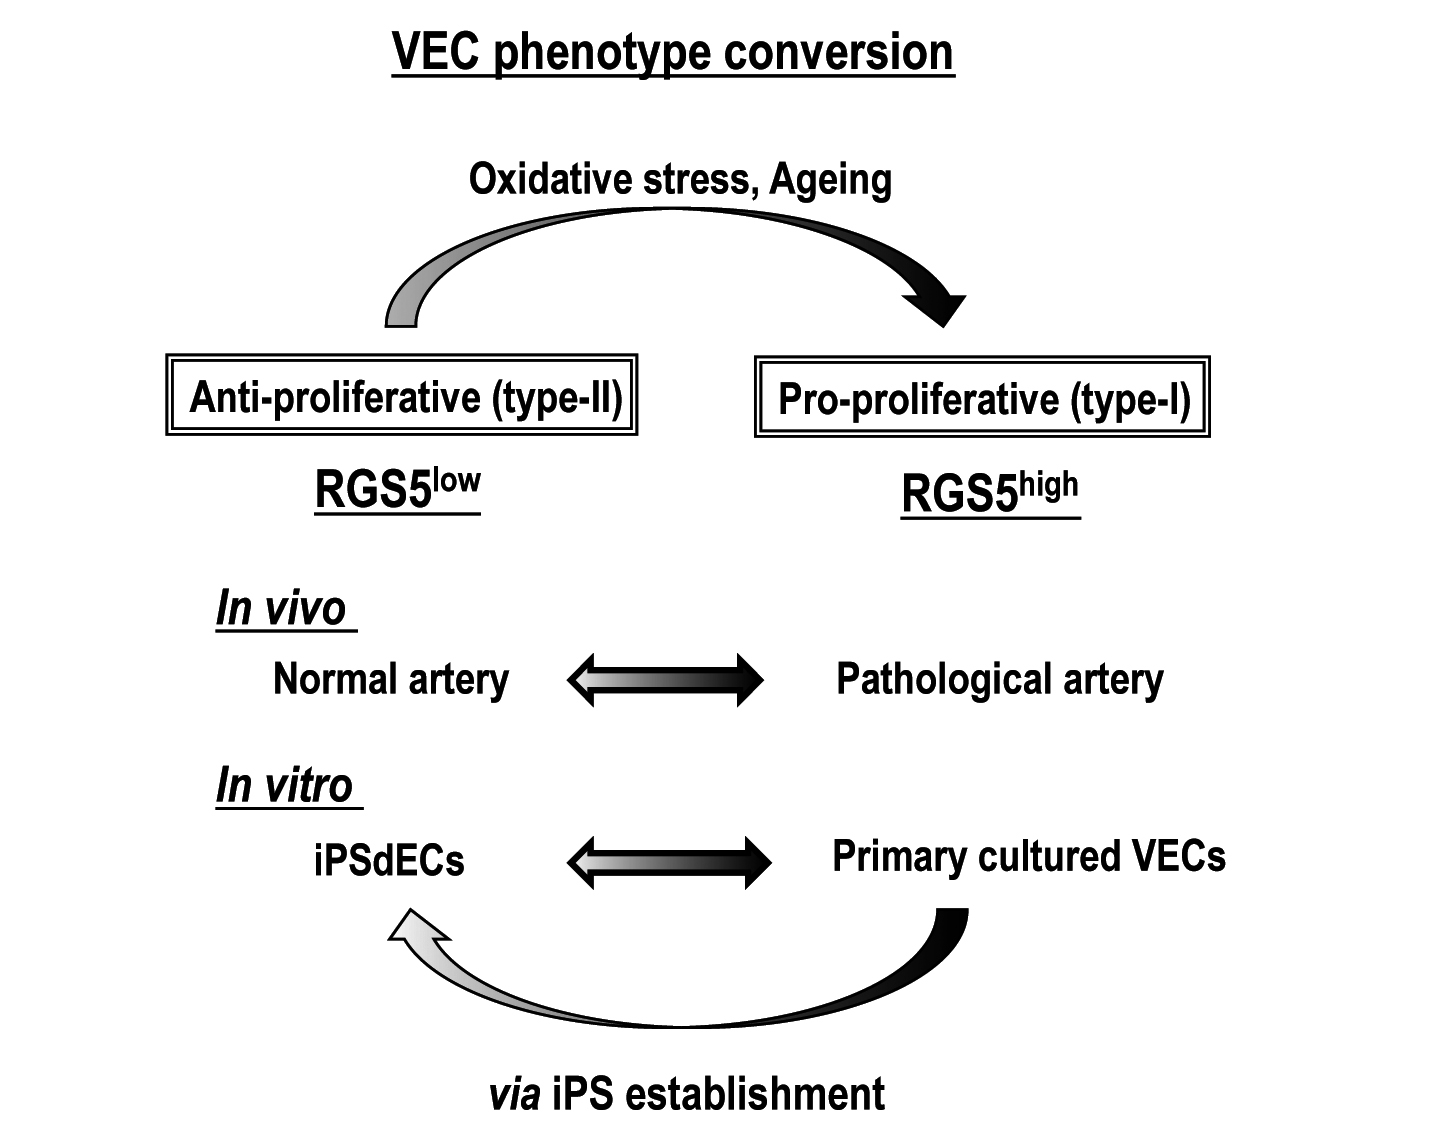 VEC phenotype conversion
Oxidative stress, Ageing
Anti-proliferative (type-II)
Pro-proliferative (type-I)
RGS5low
RGS5high
In vivo
Normal artery
Pathological artery
In vitro
iPSdECs
Primary cultured VECs
via iPS establishment